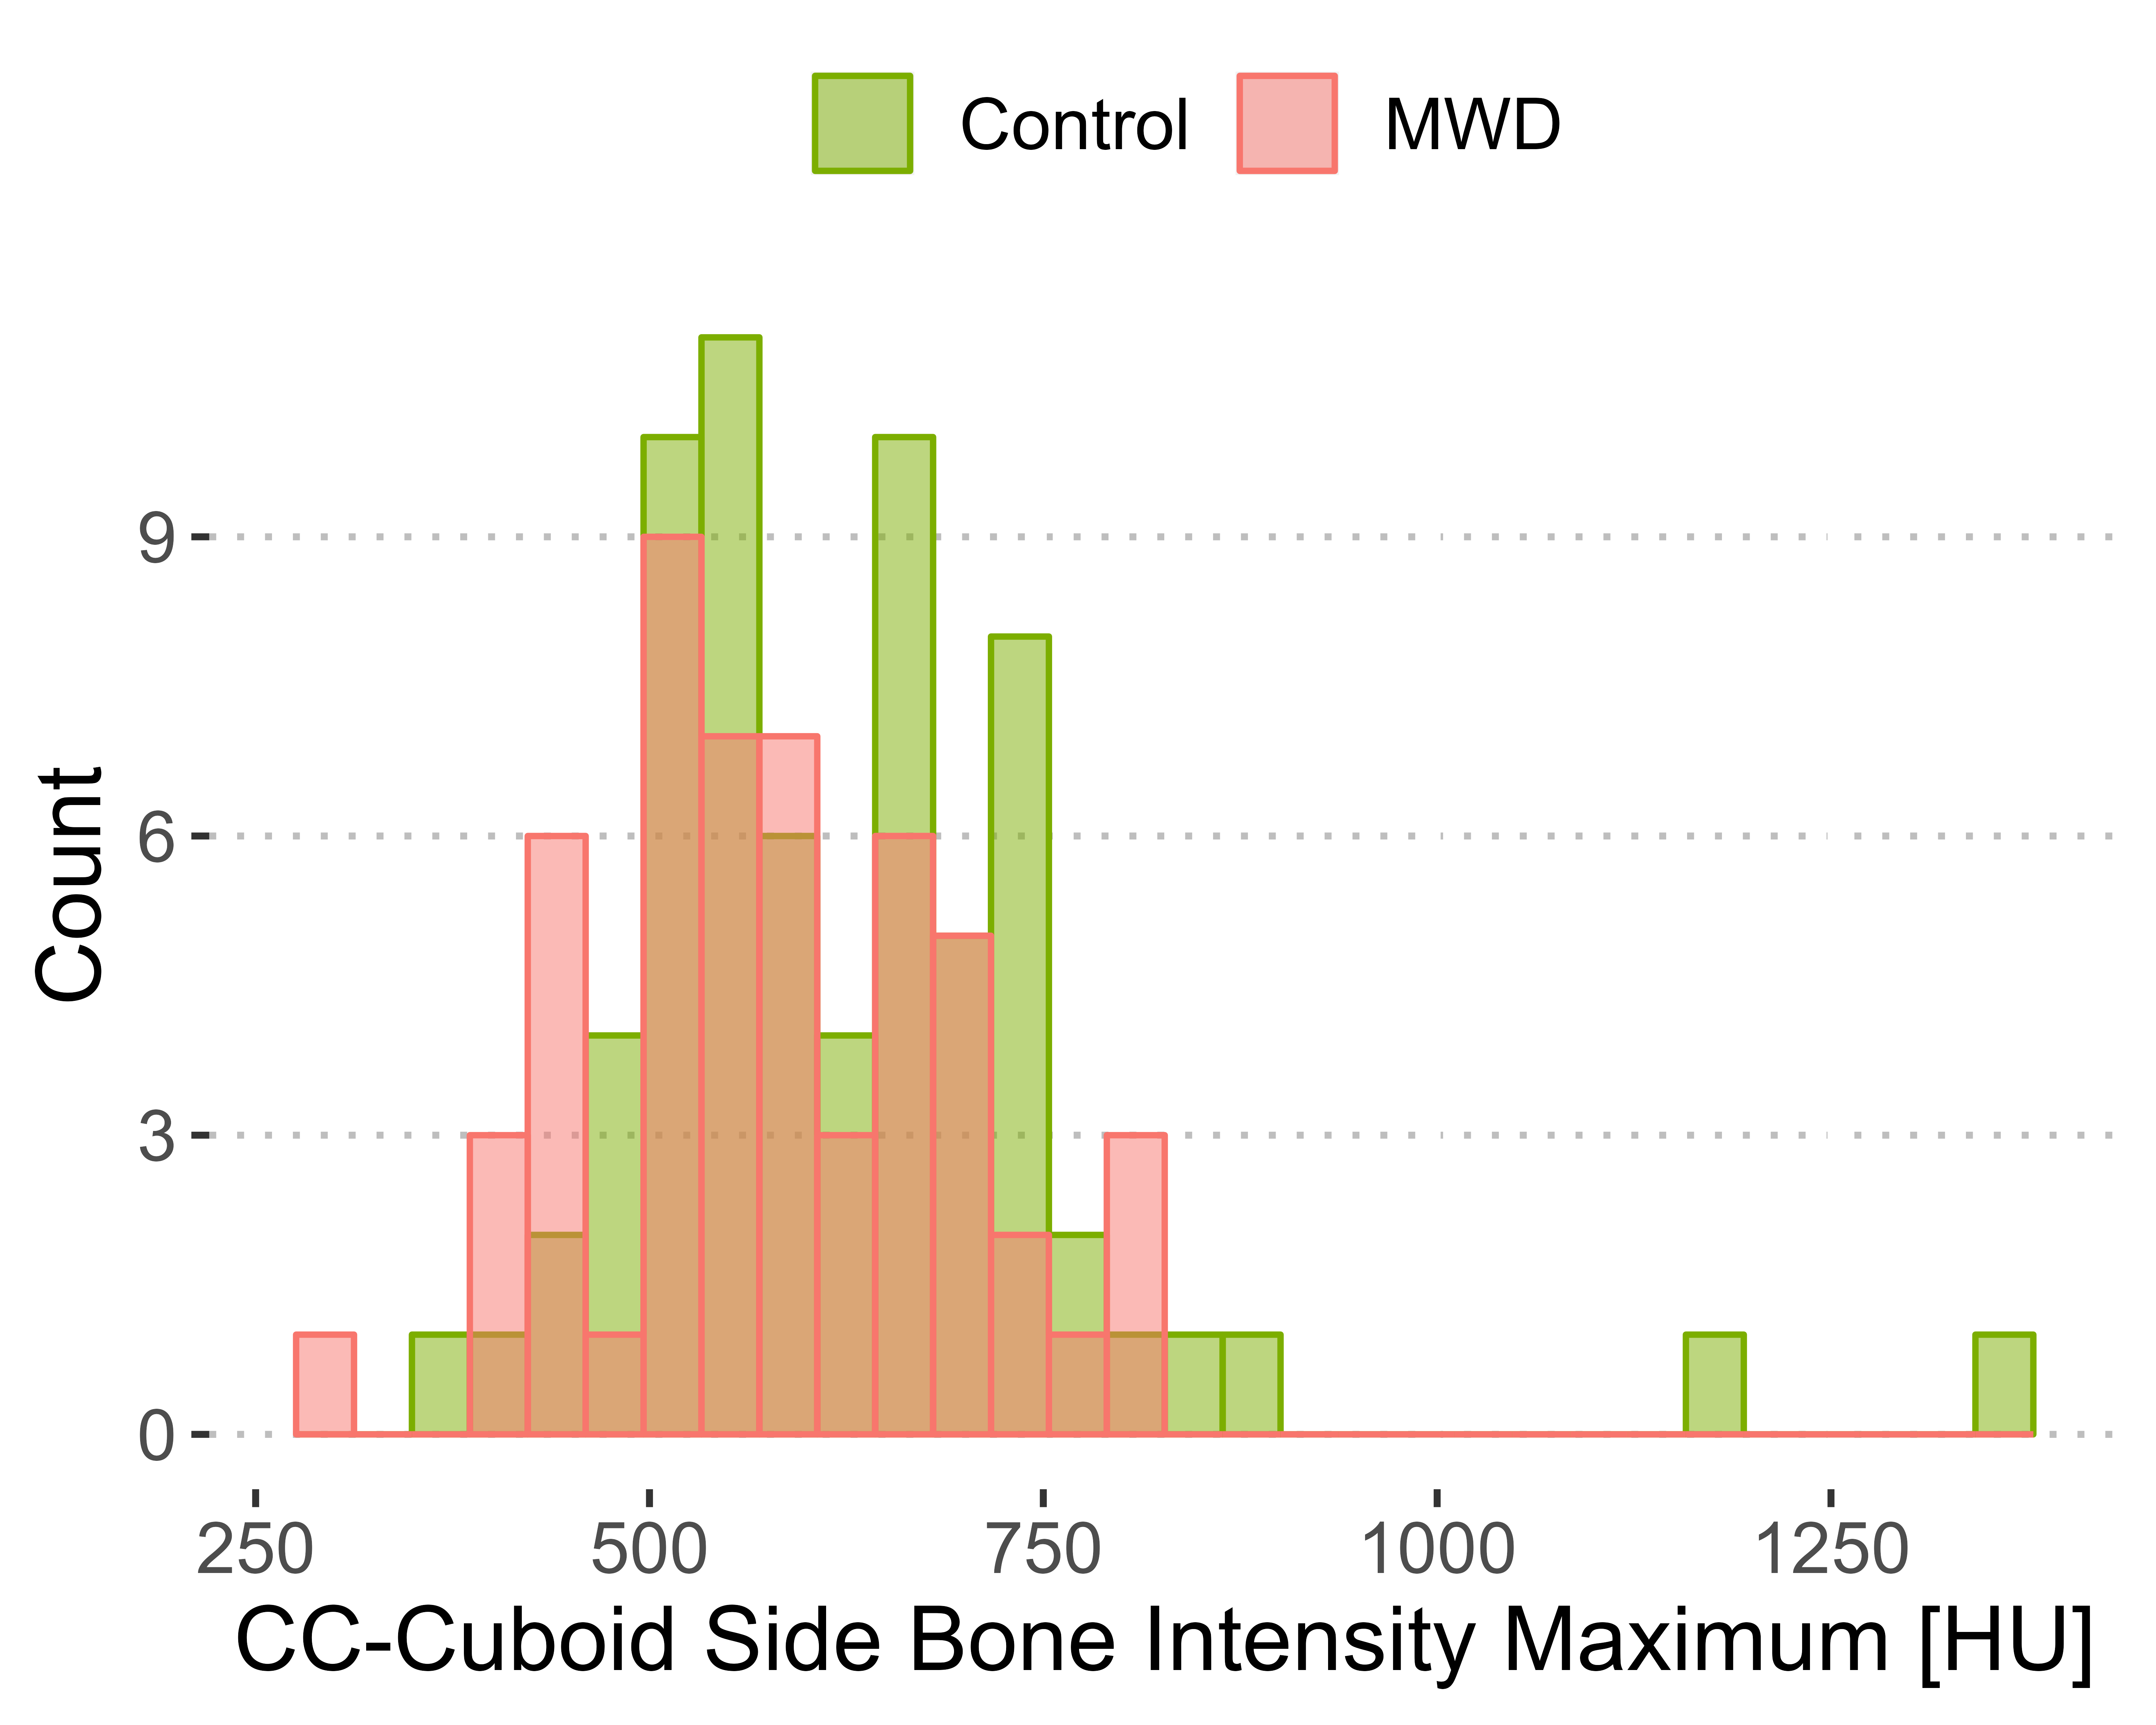 Control MWD
9
6
3
0
Count
250 500 750 1000 1250
CC-Cuboid Side Bone Intensity Maximum [HU]